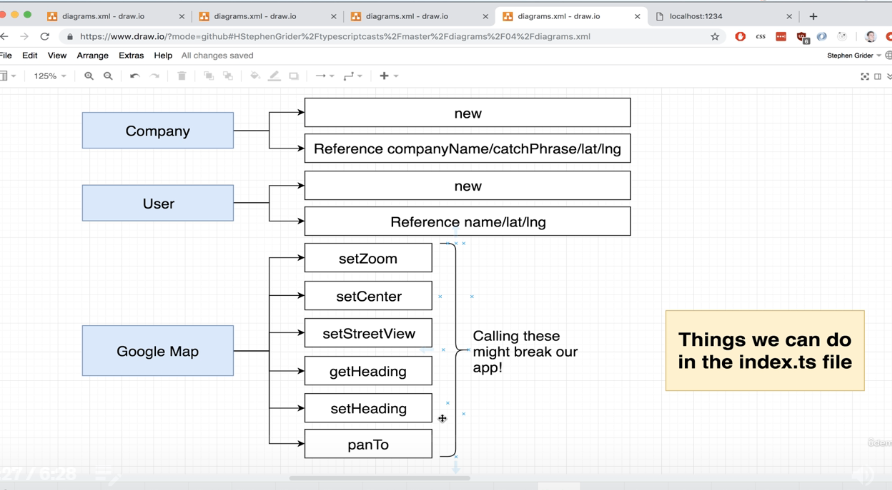 diagrams.xml - draw.io
diagrams.xml - draw.io
diagrams.xml - draw.io
diagrams.xml - draw.io
localhost:1234
https://www.draw.io/?mode=github#HStephenGrider%2Ftypescriptcasts%2Fmaster%2Fdiagrams%2F04%2Fdiagrams.xml
File Edit View Arrange Extras Help All changes saved
Stephen Grider
125%
Company
new
Reference companyName/catchPhrase/lat/lng
User
new
Reference name/lat/lng
Google Map
setZoom
setCenter
setStreetView
getHeading
setHeading
panTo
Calling these
might break our
app!
Things we can do
in the index.ts file
27 / 6:28